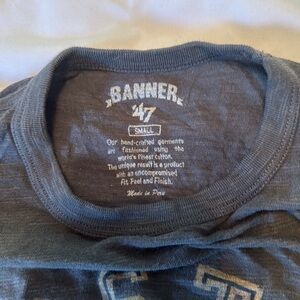 BANNER
'47
SMALL
Our hand-crafted garments
are fashioned using the
world's finest cotton.
The unique result is a product
with an uncompromised
Fit, Feel and Finish.
Made in Peru